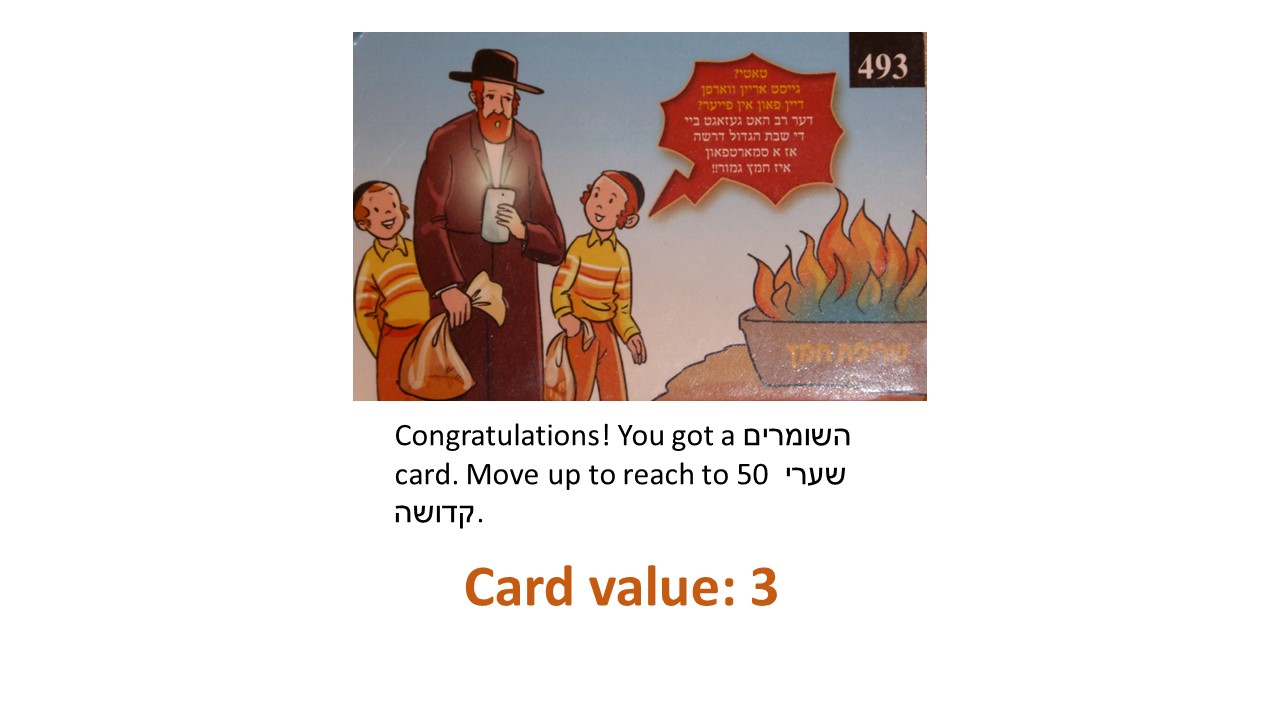 493
טאטי?
גייסט אריין ווארפן
דיין פאון אין פייער?
דער רב האט געזאגט ביי
די שבת הגדול דרשה
אז א סמארטפאון
איז חמץ גמור!!
שריפת חמץ
Congratulations! You got a השומרים
card. Move up to reach to 50 שערי
קדושה.
Card value: 3